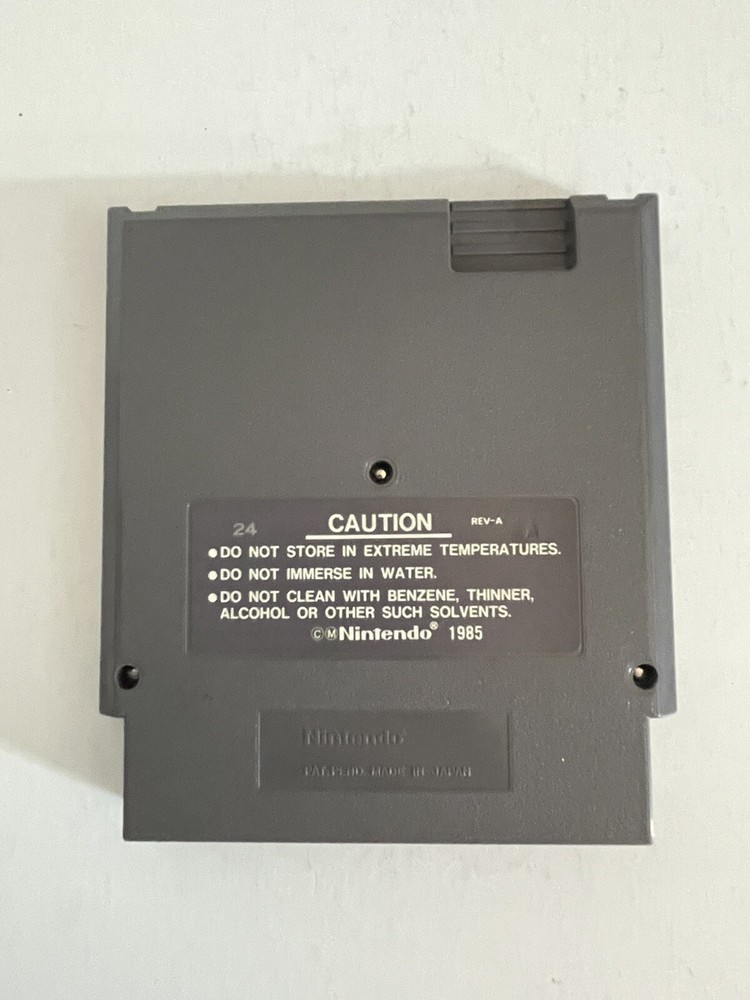 24 CAUTION REV-A
●DO NOT STORE IN EXTREME TEMPERATURES.
●DO NOT IMMERSE IN WATER.
●DO NOT CLEAN WITH BENZENE, THINNER,
ALCOHOL OR OTHER SUCH SOLVENTS.
©ⓂNintendo® 1985
Nintendo®
PAT.PEND. MADE IN JAPAN